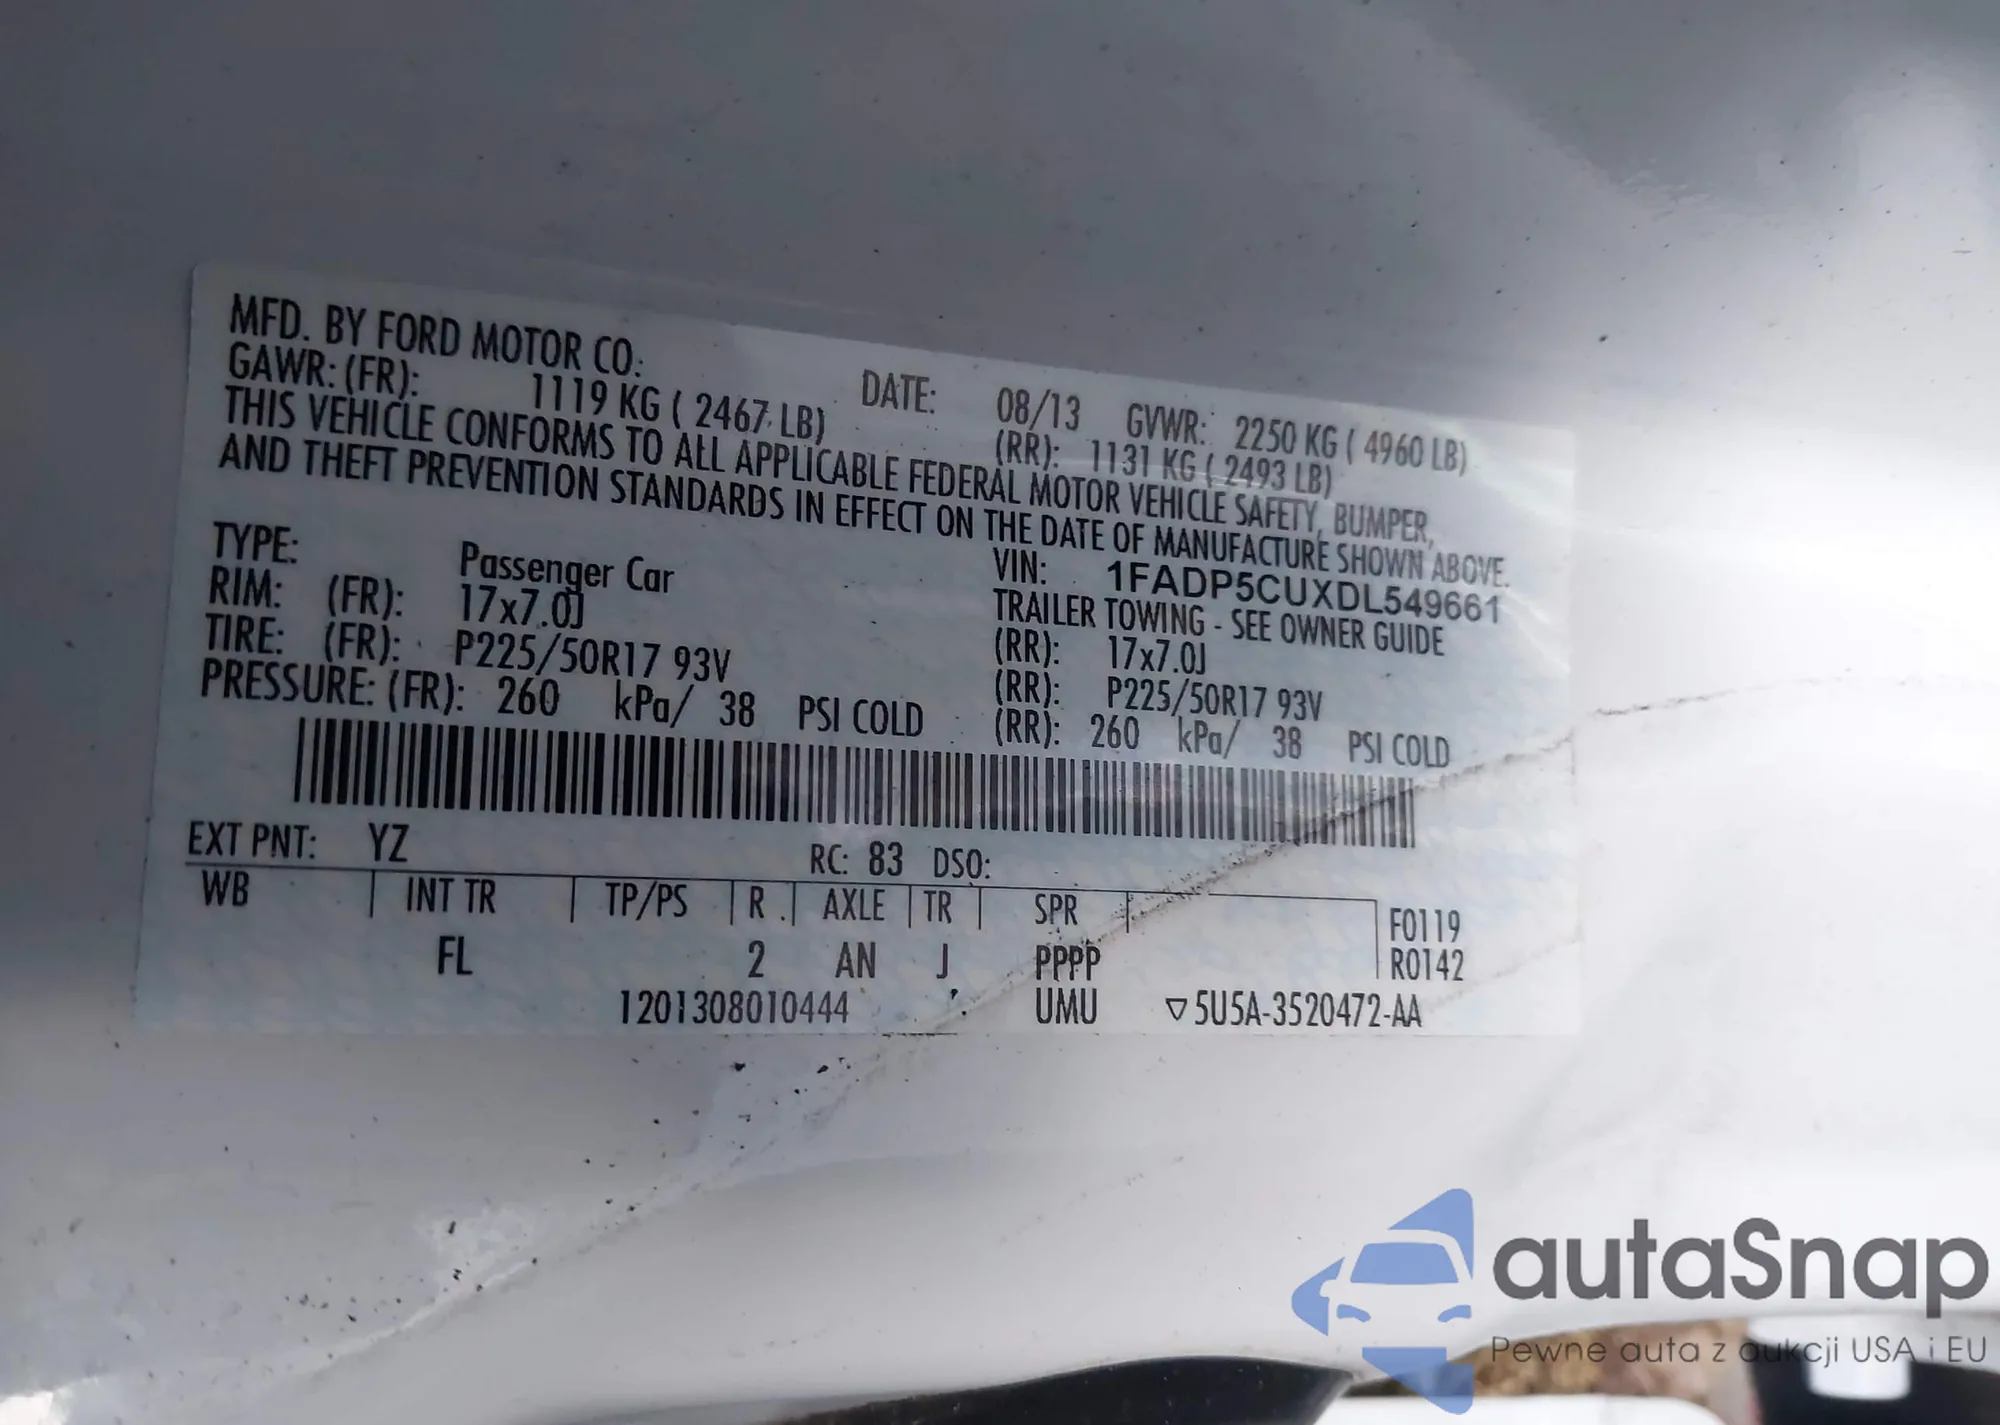 MFD. BY FORD MOTOR CO.
DATE: 08/13 GVWR: 2250 KG ( 4960 LB)
GAWR: (FR): 1119 KG ( 2467 LB) (RR): 1131 KG ( 2493 LB)
THIS VEHICLE CONFORMS TO ALL APPLICABLE FEDERAL MOTOR VEHICLE SAFETY, BUMPER,
AND THEFT PREVENTION STANDARDS IN EFFECT ON THE DATE OF MANUFACTURE SHOWN ABOVE.
VIN: 1FADP5CUXDL549661
TYPE: Passenger Car TRAILER TOWING - SEE OWNER GUIDE
RIM: (FR): 17x7.0J (RR): 17x7.0J
TIRE: (FR): P225/50R17 93V (RR): P225/50R17 93V
PRESSURE: (FR): 260 kPa/ 38 PSI COLD (RR): 260 kPa/ 38 PSI COLD
EXT PNT: YZ RC: 83 DSO:
WB INT TR TP/PS R AXLE TR SPR F0119
FL 2 AN J PPPP R0142
1201308010444 UMU ▽5U5A-3520472-AA
autaSnap
Pewne auta z aukcji USA i EU